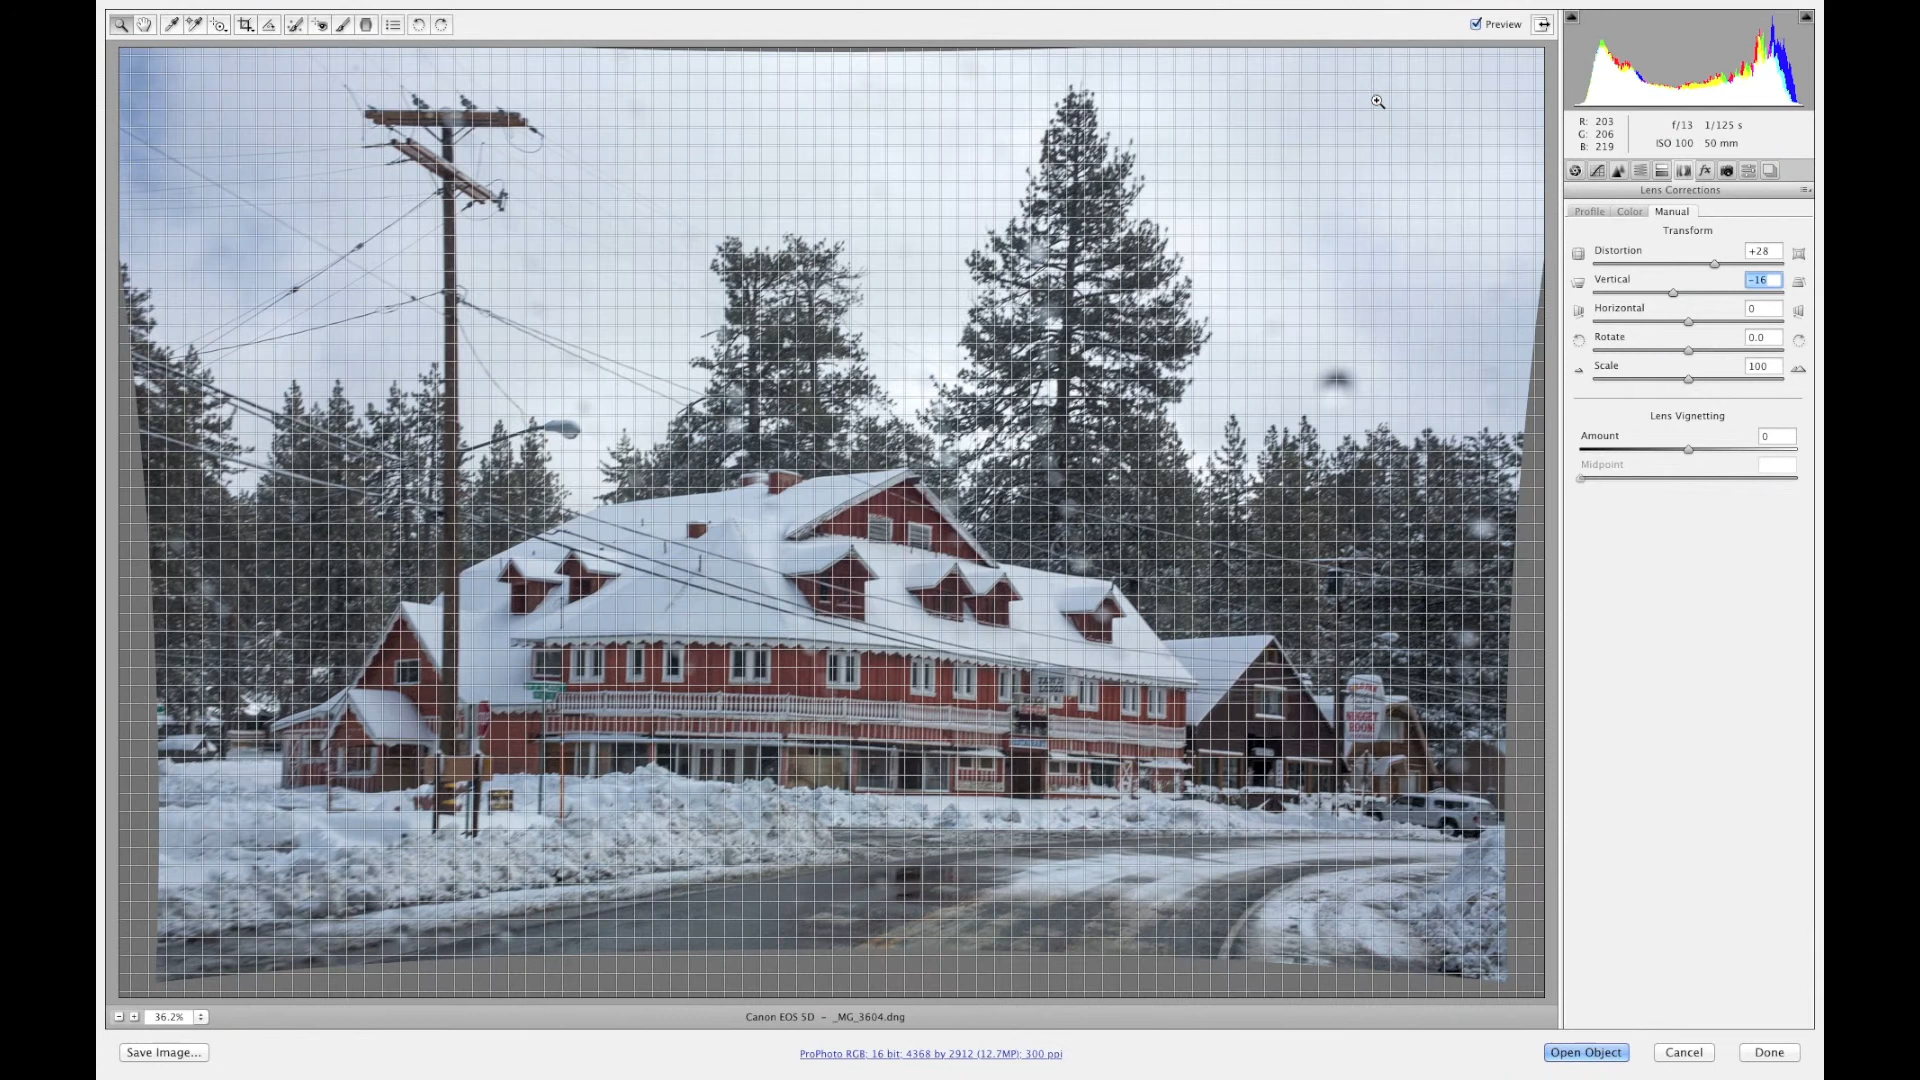 Preview
R: 203
G: 206
B: 219
f/13 1/125 s
ISO 100 50 mm
Lens Corrections
Profile Color Manual
Transform
Distortion +28
Vertical -16
Horizontal 0
Rotate 0.0
Scale 100
Lens Vignetting
Amount 0
Midpoint
36.2%
Canon EOS 5D - _MG_3604.dng
Save Image...
ProPhoto RGB; 16 bit; 4368 by 2912 (12.7MP); 300 ppi
Open Object
Cancel
Done